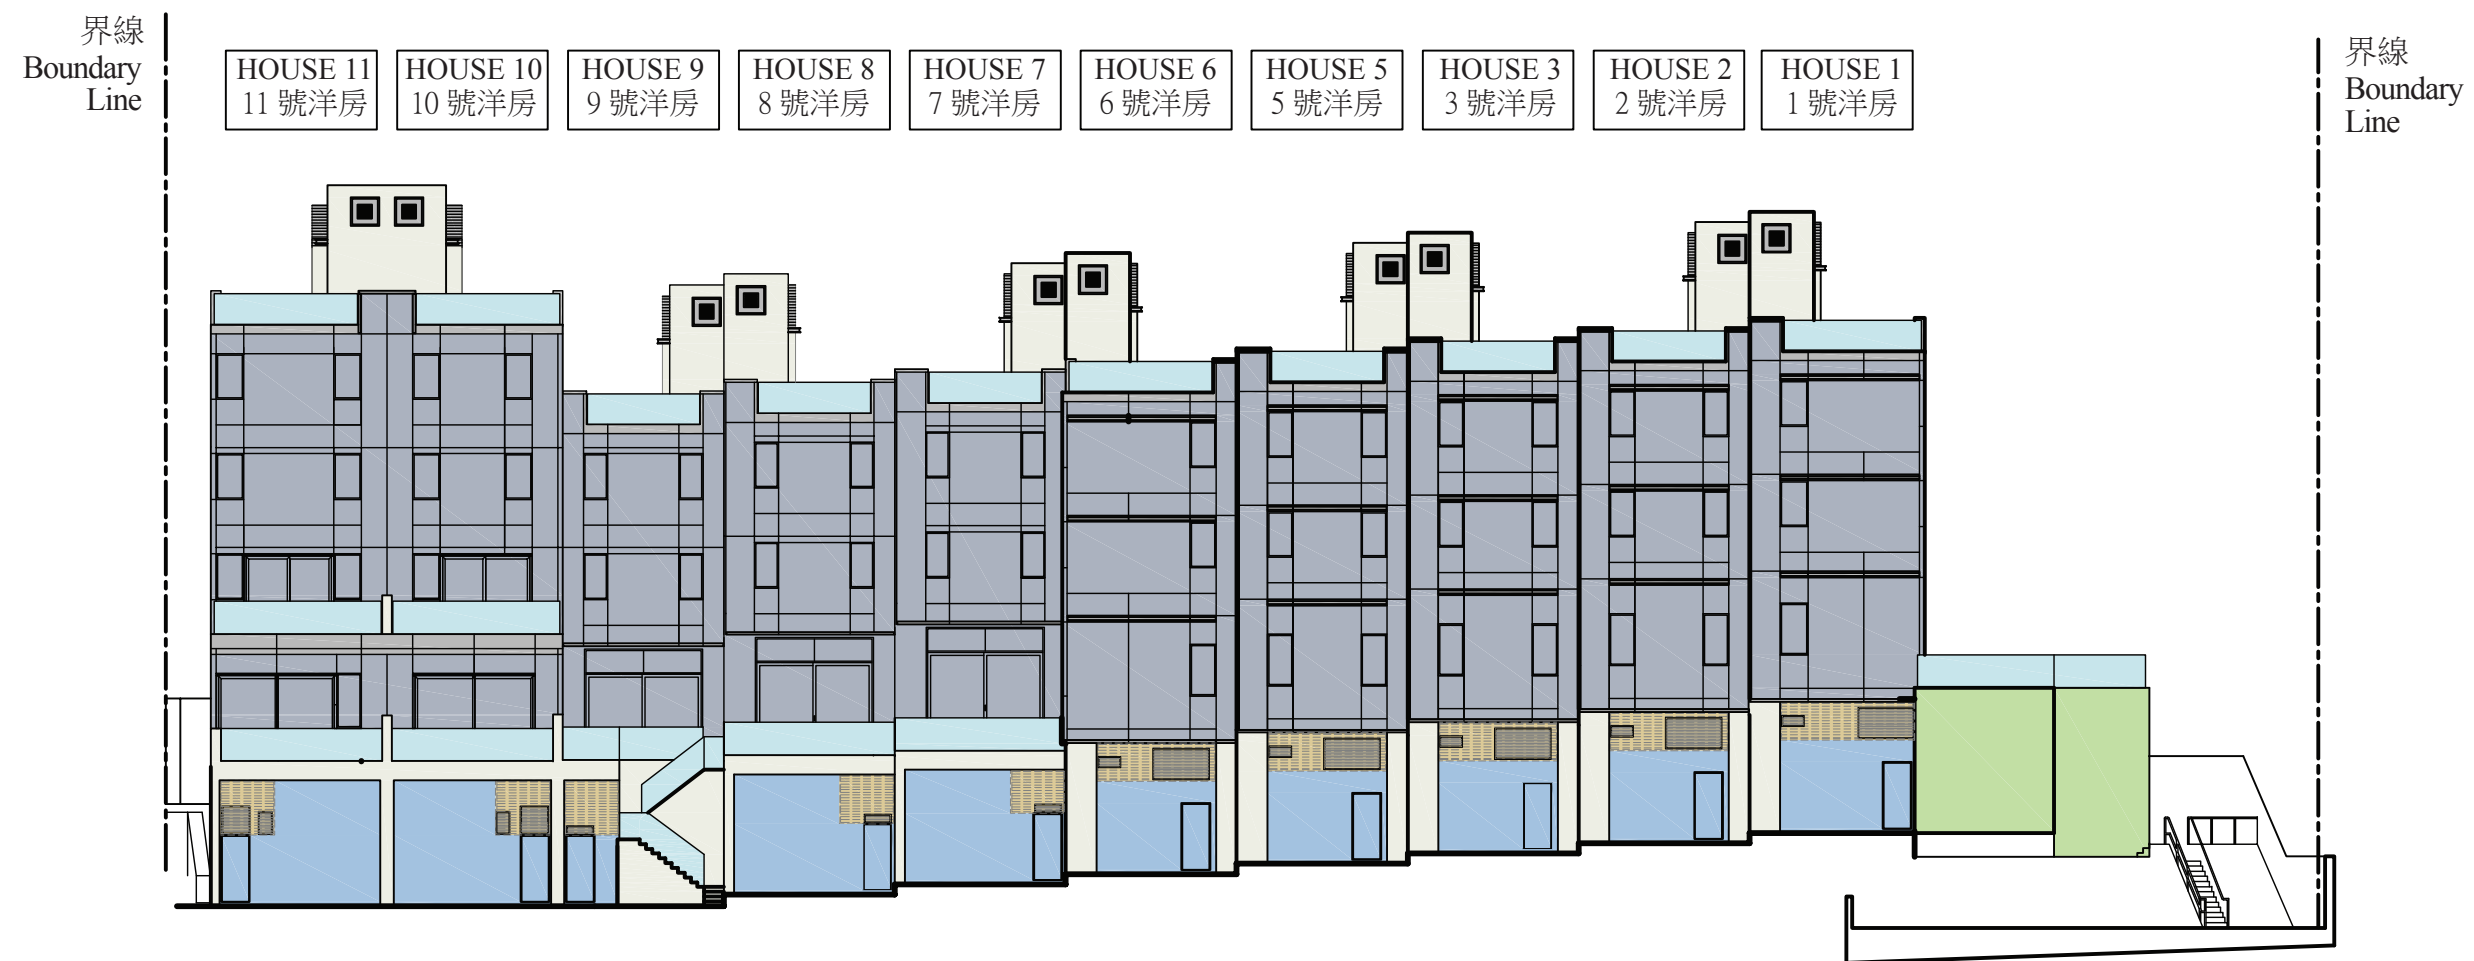 界線
Boundary
Line
HOUSE 11
11 號洋房
HOUSE 10
10 號洋房
HOUSE 9
9 號洋房
HOUSE 8
8 號洋房
HOUSE 7
7 號洋房
HOUSE 6
6 號洋房
HOUSE 5
5 號洋房
HOUSE 3
3 號洋房
HOUSE 2
2 號洋房
HOUSE 1
1 號洋房
界線
Boundary
Line